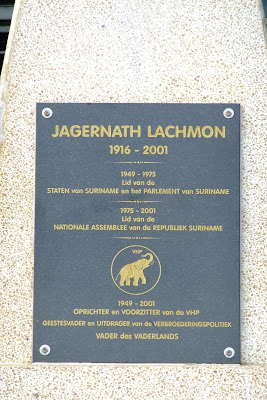 JAGERNATH LACHMON
1916 - 2001
1949 - 1975
Lid van de
STATEN van SURINAME en het PARLEMENT van SURINAME
1975 - 2001
Lid van de
NATIONALE ASSEMBLEE van de REPUBLIEK SURINAME
VHP
1949 - 2001
OPRICHTER en VOORZITTER van de VHP
GEESTESVADER en UITDRAGER van de VERBROEDERINGSPOLITIEK
VADER des VADERLANDS